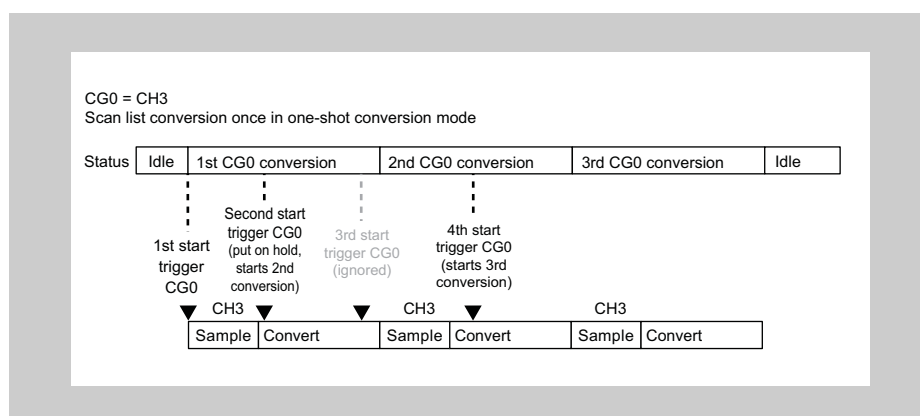 CG0 = CH3
Scan list conversion once in one-shot conversion mode
Status Idle 1st CG0 conversion 2nd CG0 conversion 3rd CG0 conversion Idle
1st start
trigger
CG0
Second start
trigger CG0
(put on hold,
starts 2nd
conversion)
3rd start
trigger CG0
(ignored)
4th start
trigger CG0
(starts 3rd
conversion)
CH3 CH3 CH3
Sample Convert Sample Convert Sample Convert